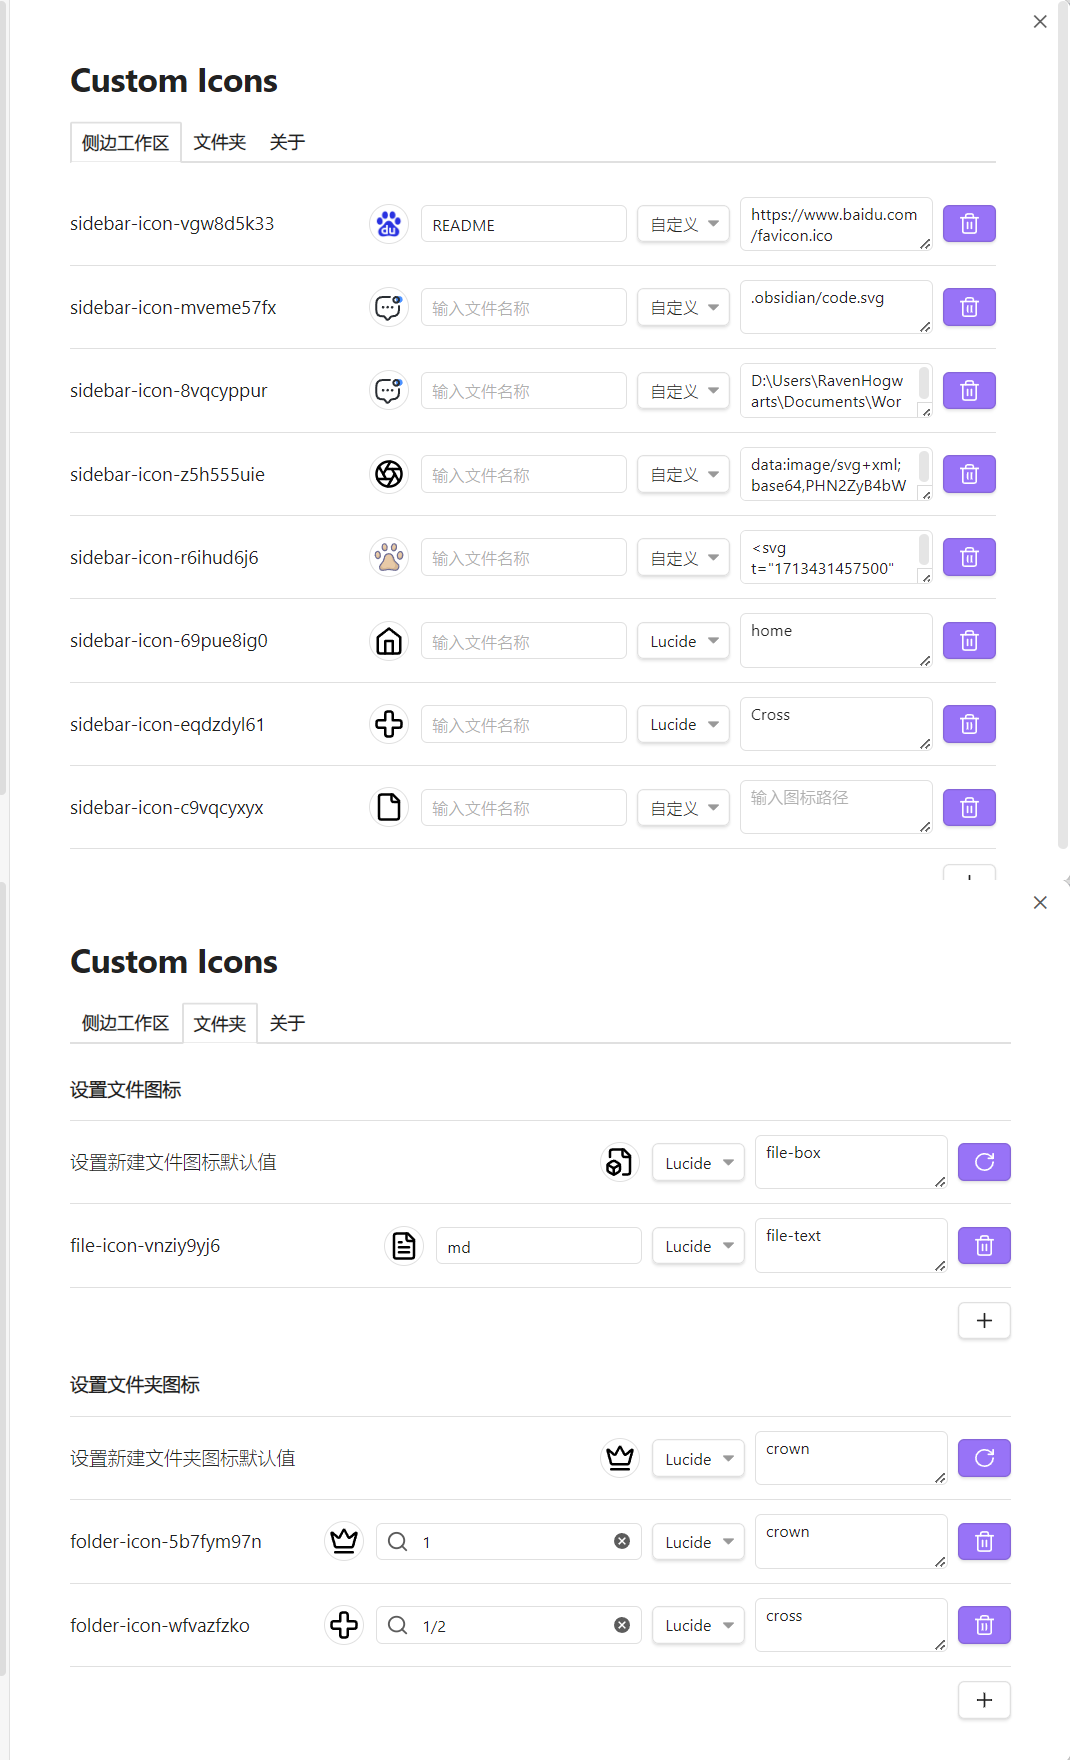 Custom Icons
侧边工作区 文件夹 关于
sidebar-icon-vgw8d5k33 du README 自定义 https://www.baidu.com
/favicon.ico
sidebar-icon-mveme57fx 输入文件名称 自定义 .obsidian/code.svg
sidebar-icon-8vqcyppur 输入文件名称 自定义 D:\Users\RavenHogw
arts\Documents\Wor
sidebar-icon-z5h555uie 输入文件名称 自定义 data:image/svg+xml;
base64,PHN2ZyB4bW
sidebar-icon-r6ihud6j6 输入文件名称 自定义 <svg
t="1713431457500"
sidebar-icon-69pue8ig0 输入文件名称 Lucide home
sidebar-icon-eqdzdyl61 输入文件名称 Lucide Cross
sidebar-icon-c9vqcyxyx 输入文件名称 自定义 输入图标路径
Custom Icons
侧边工作区 文件夹 关于
设置文件图标
设置新建文件图标默认值 Lucide file-box
file-icon-vnziy9yj6 md Lucide file-text
+
设置文件夹图标
设置新建文件夹图标默认值 Lucide crown
folder-icon-5b7fym97n 1 Lucide crown
folder-icon-wfvazfzko 1/2 Lucide cross
+